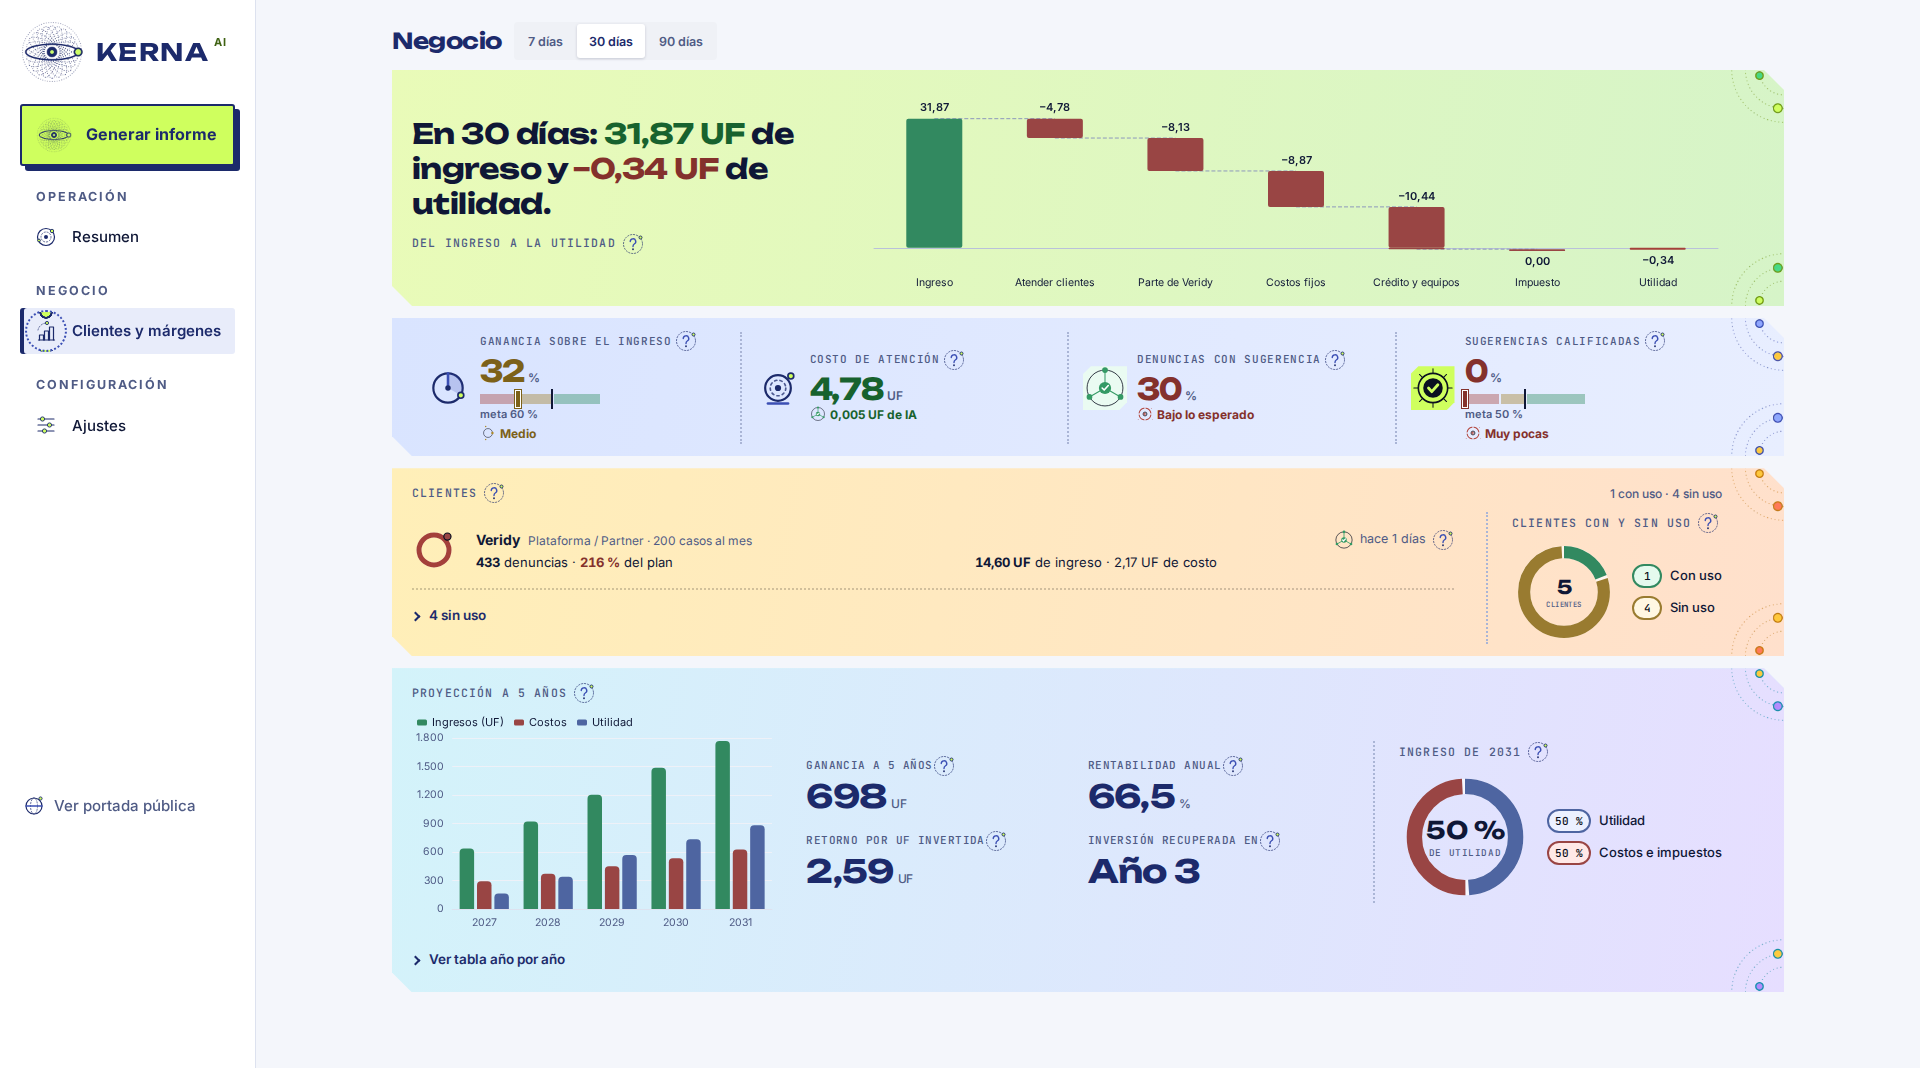 KERNA AI
Generar informe
OPERACIÓN
Resumen
NEGOCIO
Clientes y márgenes
CONFIGURACIÓN
Ajustes
Ver portada pública
Negocio
7 días
30 días
90 días
En 30 días: 31,87 UF de
ingreso y −0,34 UF de
utilidad.
DEL INGRESO A LA UTILIDAD ?
31,87
−4,78
−8,13
−8,87
−10,44
0,00
−0,34
Ingreso
Atender clientes
Parte de Veridy
Costos fijos
Crédito y equipos
Impuesto
Utilidad
GANANCIA SOBRE EL INGRESO ?
32 %
meta 60 %
Medio
COSTO DE ATENCIÓN ?
4,78 UF
0,005 UF de IA
DENUNCIAS CON SUGERENCIA ?
30 %
Bajo lo esperado
SUGERENCIAS CALIFICADAS ?
0 %
meta 50 %
Muy pocas
CLIENTES ?
1 con uso · 4 sin uso
Veridy Plataforma / Partner · 200 casos al mes
433 denuncias · 216 % del plan
14,60 UF de ingreso · 2,17 UF de costo
hace 1 días ?
4 sin uso
CLIENTES CON Y SIN USO ?
5
CLIENTES
1 Con uso
4 Sin uso
PROYECCIÓN A 5 AÑOS ?
Ingresos (UF) Costos Utilidad
1.800
1.500
1.200
900
600
300
0
2027 2028 2029 2030 2031
Ver tabla año por año
GANANCIA A 5 AÑOS ?
698 UF
RENTABILIDAD ANUAL ?
66,5 %
RETORNO POR UF INVERTIDA ?
2,59 UF
INVERSIÓN RECUPERADA EN ?
Año 3
INGRESO DE 2031 ?
50 %
DE UTILIDAD
50 % Utilidad
50 % Costos e impuestos